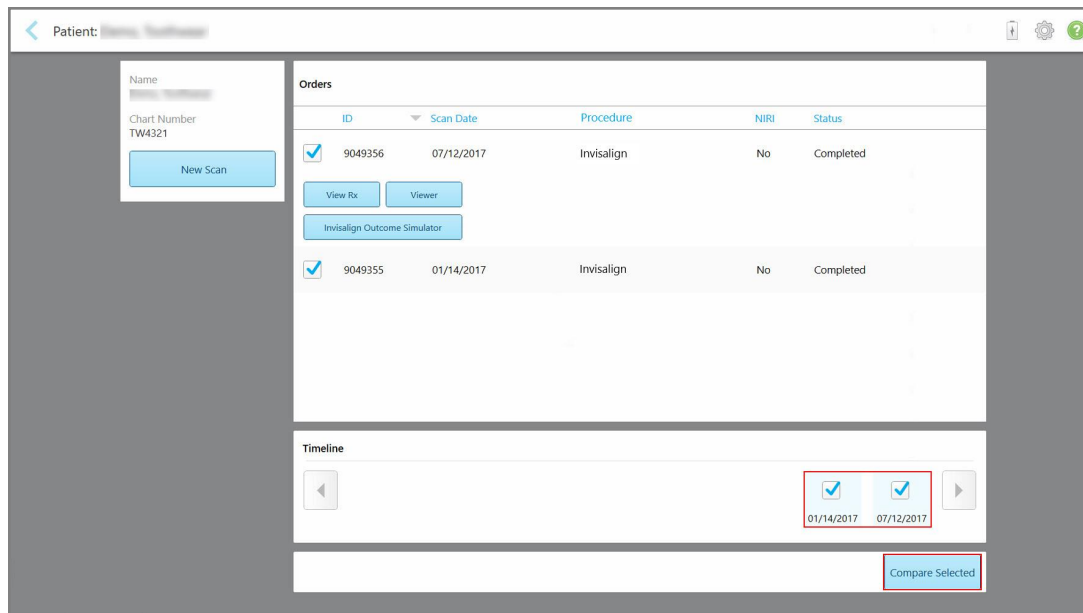 Patient:
?
Name
Chart Number
TW4321
New Scan
Orders
ID Scan Date Procedure NIRI Status
9049356 07/12/2017 Invisalign No Completed
View Rx Viewer
Invisalign Outcome Simulator
9049355 01/14/2017 Invisalign No Completed
Timeline
01/14/2017 07/12/2017
Compare Selected